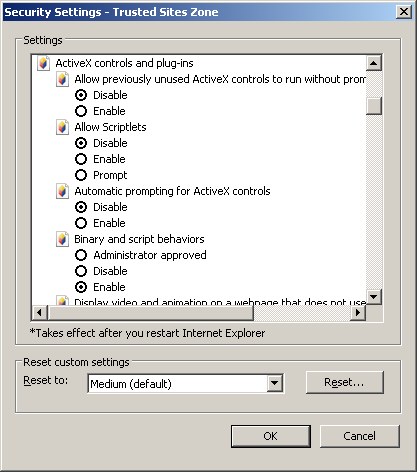 Security Settings - Trusted Sites Zone
Settings
ActiveX controls and plug-ins
Allow previously unused ActiveX controls to run without prom
Disable
Enable
Allow Scriptlets
Disable
Enable
Prompt
Automatic prompting for ActiveX controls
Disable
Enable
Binary and script behaviors
Administrator approved
Disable
Enable
Display video and animation on a webpage that does not use
*Takes effect after you restart Internet Explorer
Reset custom settings
Reset to: Medium (default) Reset...
OK Cancel